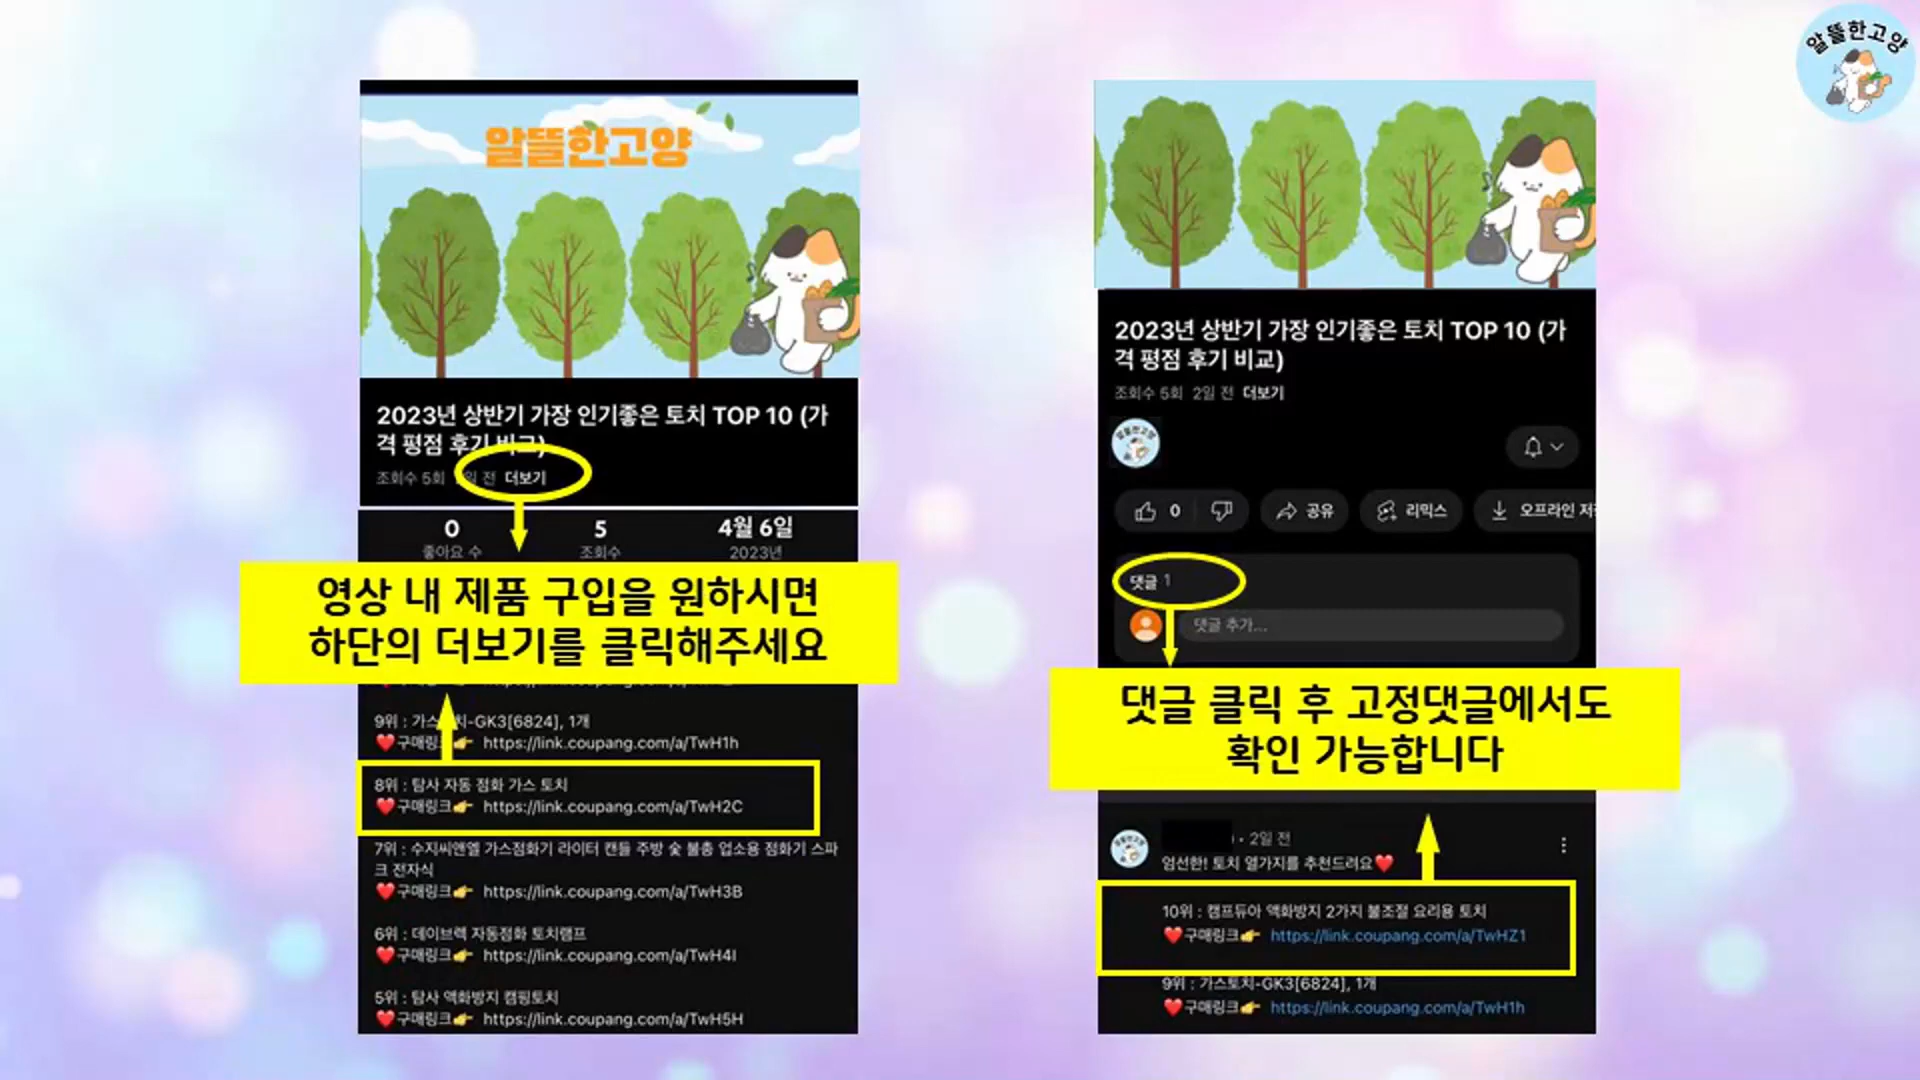 알뜰한고양
알뜰한고양
2023년 상반기 가장 인기좋은 토치 TOP 10 (가
격 평점 후기 비교)
조회수 5회 일 전 더보기
0 5 4월 6일
좋아요 수 조회수 2023년
영상 내 제품 구입을 원하시면
하단의 더보기를 클릭해주세요
9위 : 가스토치-GK3[6824], 1개
❤️구매링크👉 https://link.coupang.com/a/TwH1h
8위 : 탐사 자동 점화 가스 토치
❤️구매링크👉 https://link.coupang.com/a/TwH2C
7위 : 수지씨앤엘 가스점화기 라이터 캔들 주방 숯 불총 업소용 점화기 스파
크 전자식
❤️구매링크👉 https://link.coupang.com/a/TwH3B
6위 : 데이브렉 자동점화 토치램프
❤️구매링크👉 https://link.coupang.com/a/TwH4I
5위 : 탐사 액화방지 캠핑토치
❤️구매링크👉 https://link.coupang.com/a/TwH5H
2023년 상반기 가장 인기좋은 토치 TOP 10 (가
격 평점 후기 비교)
조회수 5회 2일 전 더보기
알뜰한고양
0 공유 리믹스 오프라인 저
댓글 1
댓글 추가...
댓글 클릭 후 고정댓글에서도
확인 가능합니다
알뜰한고양
• 2일 전
엄선한! 토치 열가지를 추천드려요❤️
10위 : 캠프듀아 액화방지 2가지 불조절 요리용 토치
❤️구매링크👉 https://link.coupang.com/a/TwHZ1
9위 : 가스토치-GK3[6824], 1개
❤️구매링크👉 https://link.coupang.com/a/TwH1h